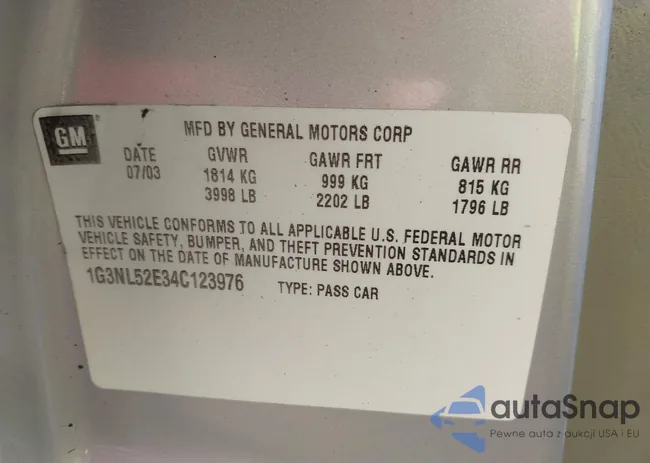 GM
MFD BY GENERAL MOTORS CORP
DATE GVWR GAWR FRT GAWR RR
07/03 1814 KG 999 KG 815 KG
3998 LB 2202 LB 1796 LB
THIS VEHICLE CONFORMS TO ALL APPLICABLE U.S. FEDERAL MOTOR
VEHICLE SAFETY, BUMPER, AND THEFT PREVENTION STANDARDS IN
EFFECT ON THE DATE OF MANUFACTURE SHOWN ABOVE.
1G3NL52E34C123976 TYPE: PASS CAR
autaSnap
Pewne auta z aukcji USA i EU